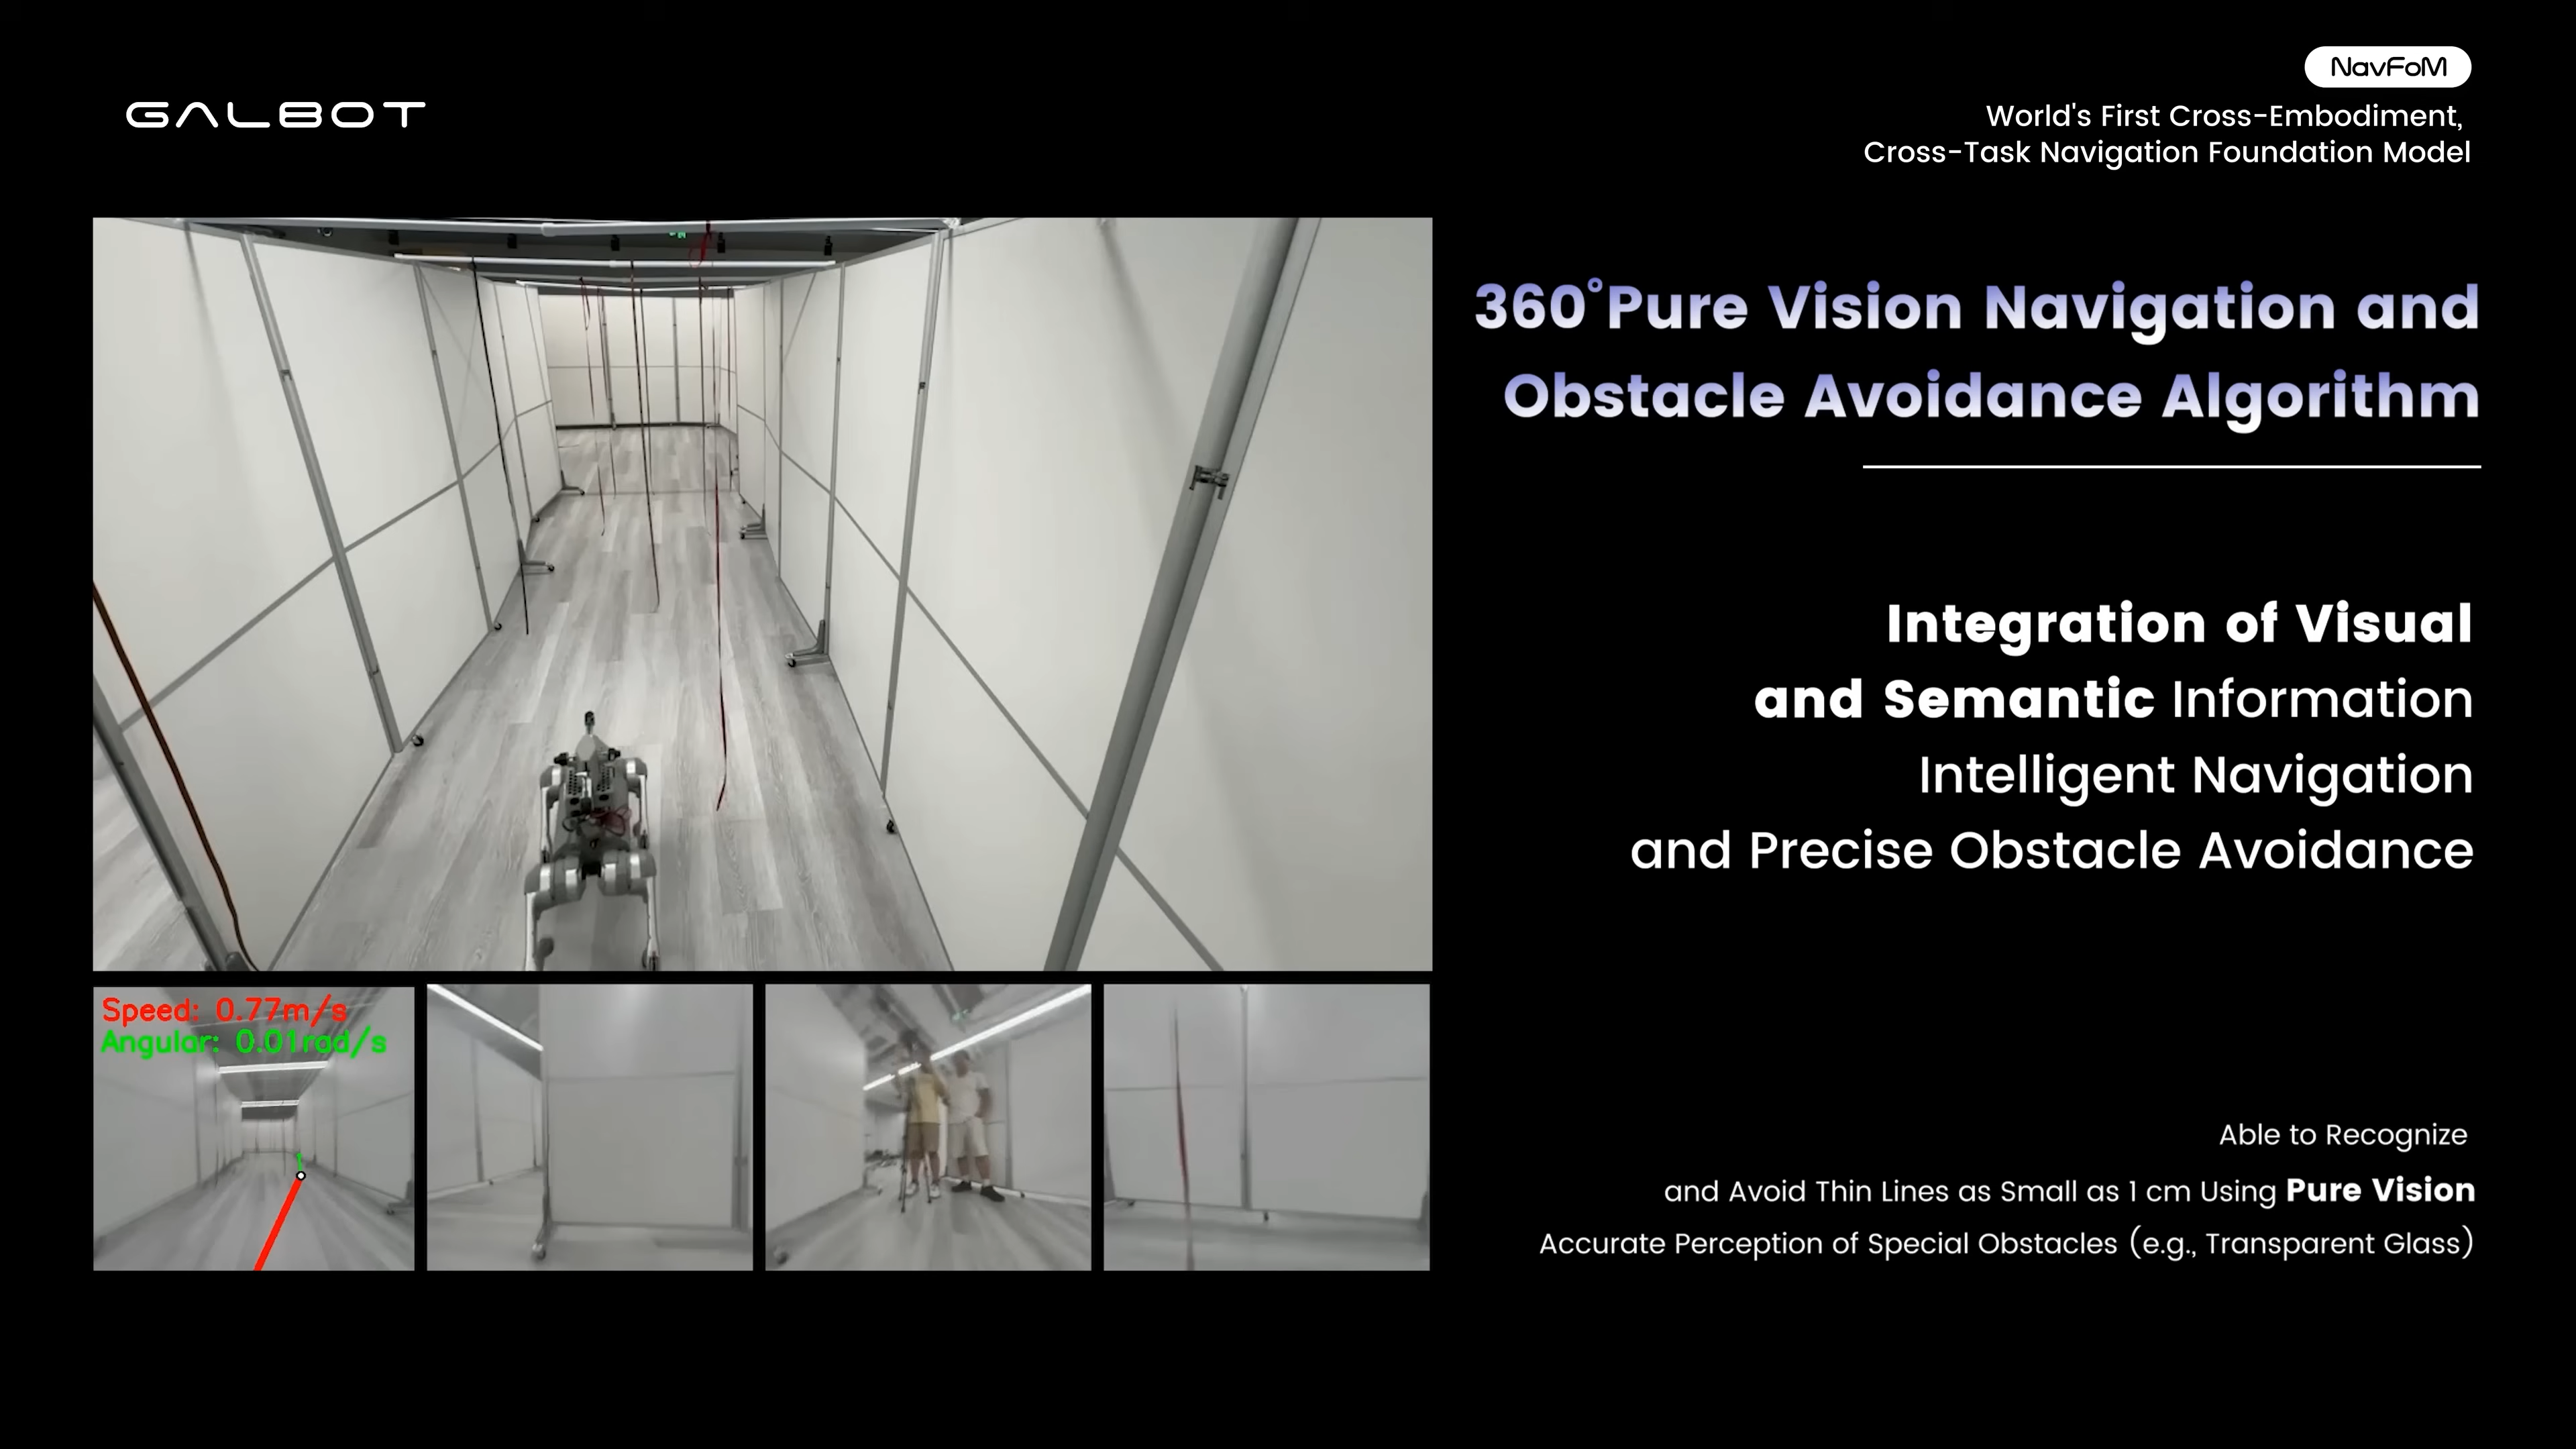 GALBOT
NavFoM
World's First Cross-Embodiment,
Cross-Task Navigation Foundation Model
360°Pure Vision Navigation and
Obstacle Avoidance Algorithm
Integration of Visual
and Semantic Information
Intelligent Navigation
and Precise Obstacle Avoidance
Speed: 0.77m/s
Angular: 0.01rad/s
Able to Recognize
and Avoid Thin Lines as Small as 1 cm Using Pure Vision
Accurate Perception of Special Obstacles (e.g., Transparent Glass)